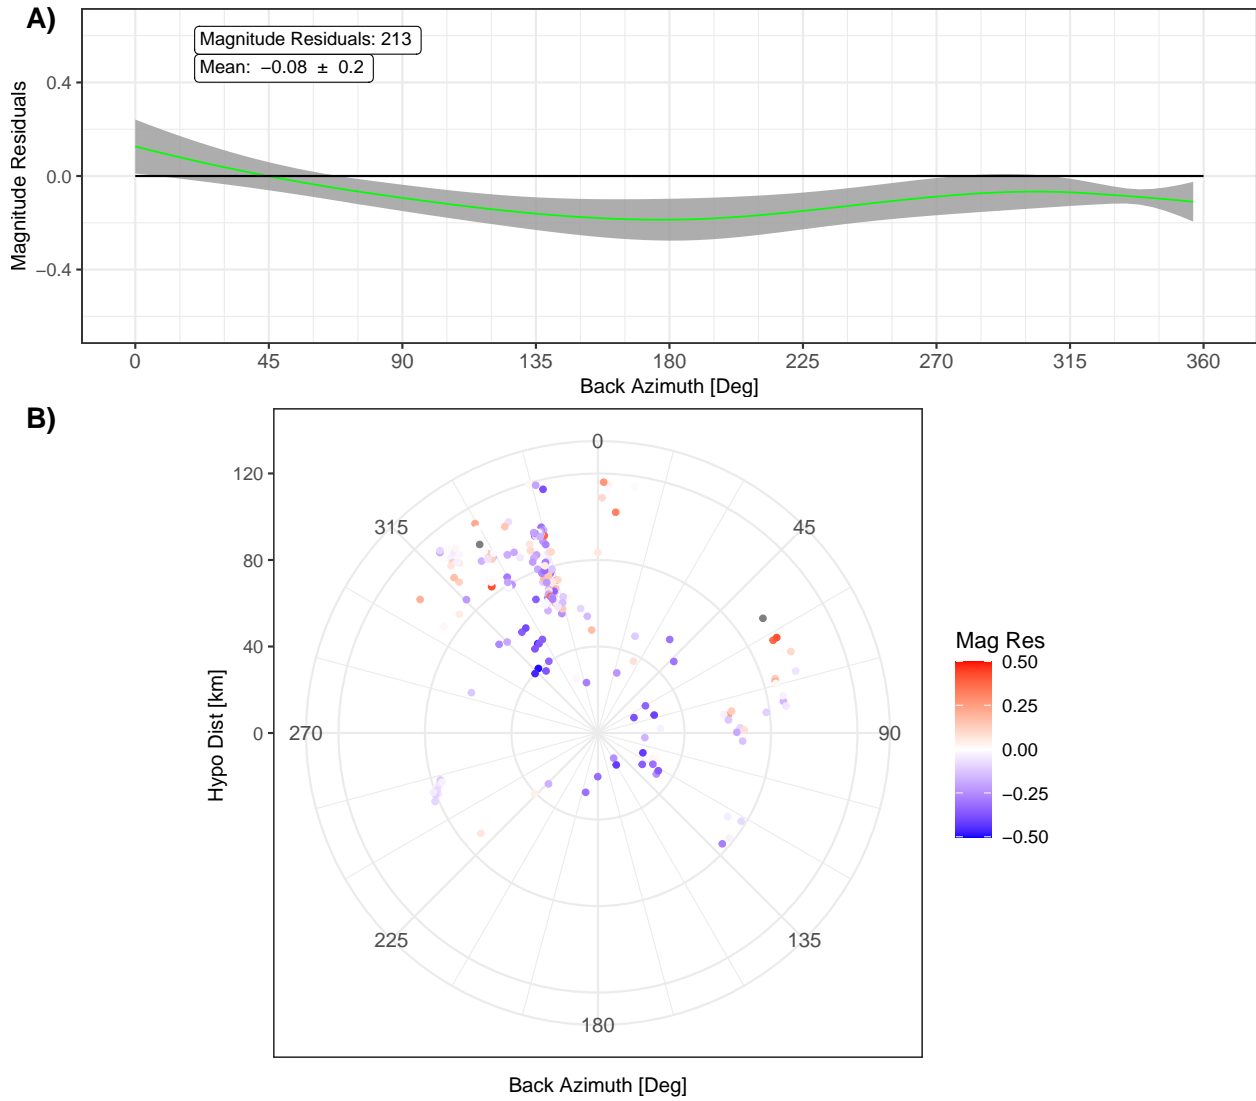 A)
Magnitude Residuals: 213
Mean: −0.08 ± 0.2
0.4
0.0
−0.4
Magnitude Residuals
0 45 90 135 180 225 270 315 360
Back Azimuth [Deg]
B)
0
45
90
135
180
225
270
315
120
80
40
0
Hypo Dist [km]
Back Azimuth [Deg]
Mag Res
0.50
0.25
0.00
−0.25
−0.50